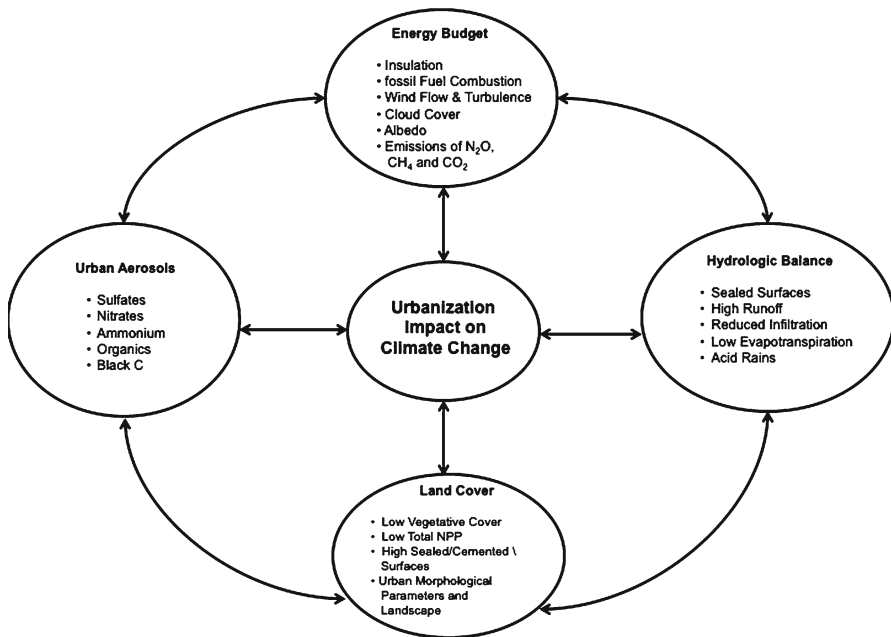 Energy Budget
• Insulation
• fossil Fuel Combustion
• Wind Flow & Turbulence
• Cloud Cover
• Albedo
• Emissions of N₂O,
CH₄ and CO₂
Urban Aerosols
• Sulfates
• Nitrates
• Ammonium
• Organics
• Black C
Urbanization
Impact on
Climate Change
Hydrologic Balance
• Sealed Surfaces
• High Runoff
• Reduced Infiltration
• Low Evapotranspiration
• Acid Rains
Land Cover
• Low Vegetative Cover
• Low Total NPP
• High Sealed/Cemented \
Surfaces
• Urban Morphological
Parameters and
Landscape